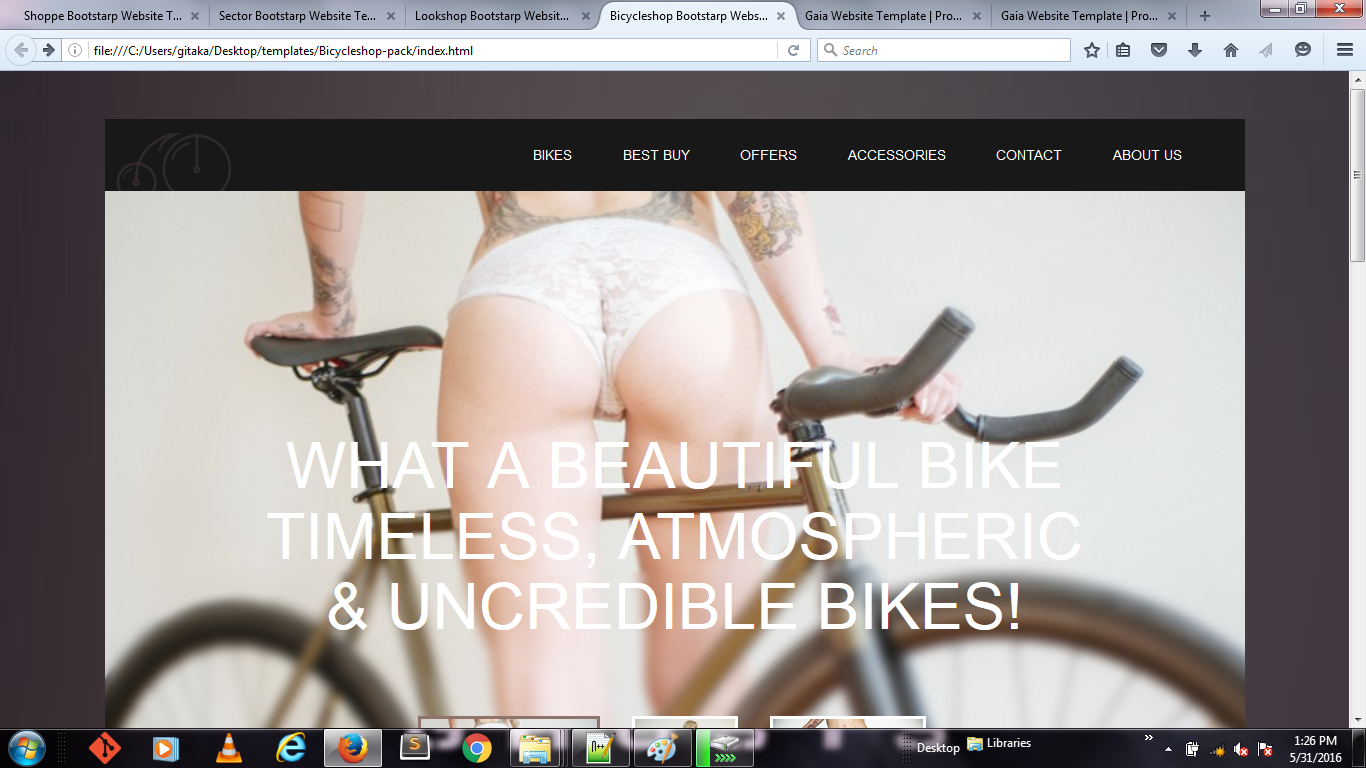 Shoppe Bootstarp Website T...
Sector Bootstarp Website Te...
Lookshop Bootstarp Websit...
Bicycleshop Bootstarp Webs...
Gaia Website Template | Pro...
Gaia Website Template | Pro...
file:///C:/Users/gitaka/Desktop/templates/Bicycleshop-pack/index.html
Search
BIKES BEST BUY OFFERS ACCESSORIES CONTACT ABOUT US
WHAT A BEAUTIFUL BIKE
TIMELESS, ATMOSPHERIC
& UNCREDIBLE BIKES!
Desktop
Libraries
1:26 PM
5/31/2016